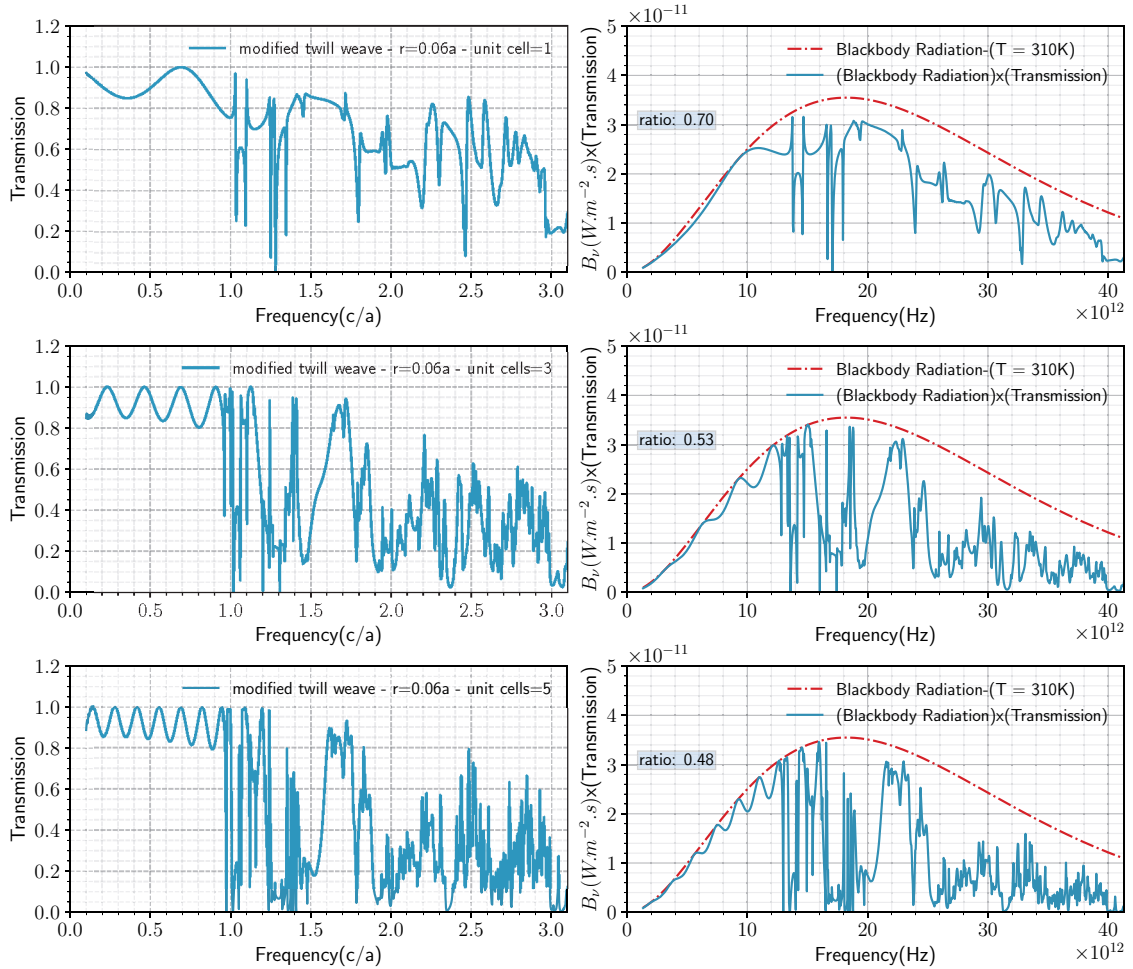 1.2
1.0
0.8
0.6
0.4
0.2
0.0
Transmission
modified twill weave - r=0.06a - unit cell=1
0.0 0.5 1.0 1.5 2.0 2.5 3.0
Frequency(c/a)
×10⁻¹¹
5
4
3
2
1
0
B_ν(W.m⁻².s)x(Transmission)
Blackbody Radiation-(T = 310K)
(Blackbody Radiation)x(Transmission)
ratio: 0.70
10 20 30 40
×10¹²
Frequency(Hz)
1.2
1.0
0.8
0.6
0.4
0.2
0.0
Transmission
modified twill weave - r=0.06a - unit cells=3
0.0 0.5 1.0 1.5 2.0 2.5 3.0
Frequency(c/a)
×10⁻¹¹
5
4
3
2
1
0
B_ν(W.m⁻².s)x(Transmission)
Blackbody Radiation-(T = 310K)
(Blackbody Radiation)x(Transmission)
ratio: 0.53
10 20 30 40
×10¹²
Frequency(Hz)
1.2
1.0
0.8
0.6
0.4
0.2
0.0
Transmission
modified twill weave - r=0.06a - unit cells=5
0.0 0.5 1.0 1.5 2.0 2.5 3.0
Frequency(c/a)
×10⁻¹¹
5
4
3
2
1
0
B_ν(W.m⁻².s)x(Transmission)
Blackbody Radiation-(T = 310K)
(Blackbody Radiation)x(Transmission)
ratio: 0.48
10 20 30 40
×10¹²
Frequency(Hz)